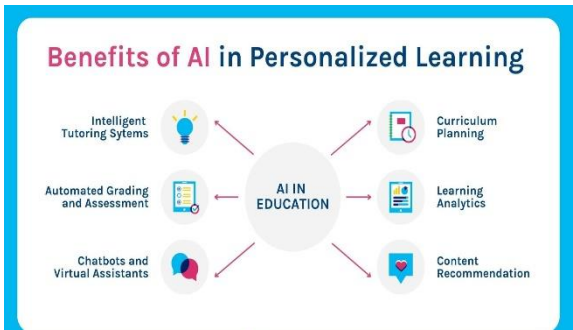 Benefits of AI in Personalized Learning
Intelligent
Tutoring Sytems
Automated Grading
and Assessment
Chatbots and
Virtual Assistants
AI IN
EDUCATION
Curriculum
Planning
Learning
Analytics
Content
Recommendation